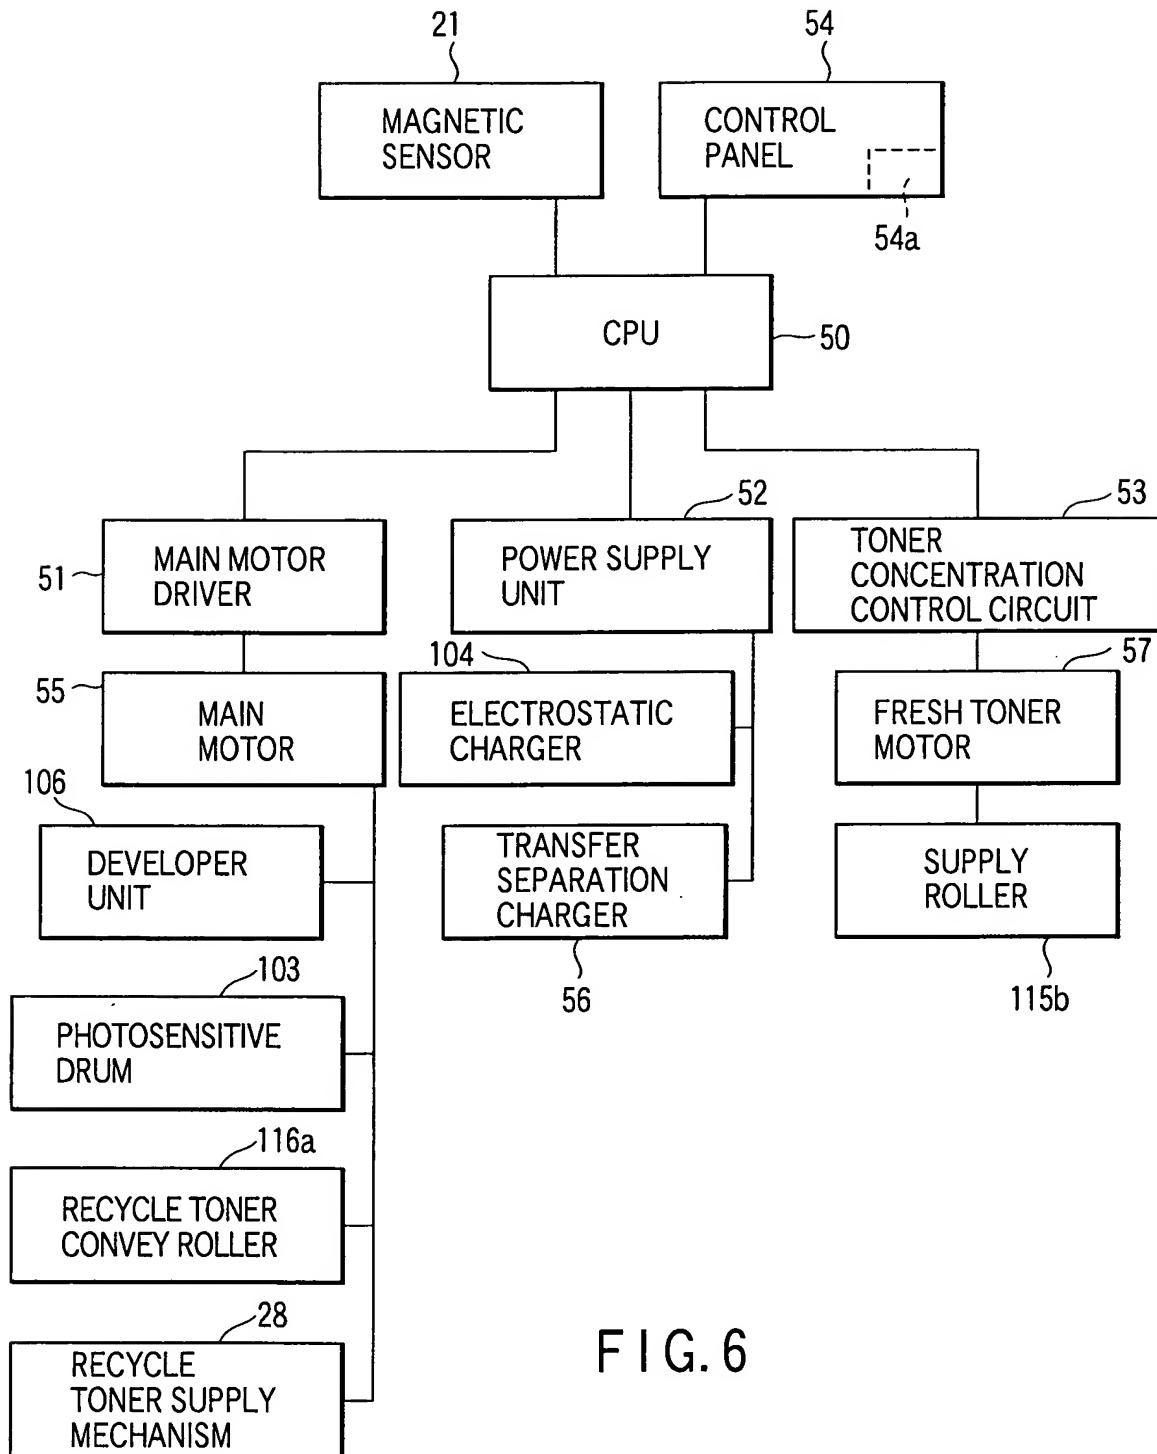 21
54
MAGNETIC
SENSOR
CONTROL
PANEL
54a
CPU
50
52
53
51
MAIN MOTOR
DRIVER
POWER SUPPLY
UNIT
TONER
CONCENTRATION
CONTROL CIRCUIT
55
104
57
MAIN
MOTOR
ELECTROSTATIC
CHARGER
FRESH TONER
MOTOR
106
DEVELOPER
UNIT
TRANSFER
SEPARATION
CHARGER
SUPPLY
ROLLER
103
56
115b
PHOTOSENSITIVE
DRUM
116a
RECYCLE TONER
CONVEY ROLLER
28
RECYCLE
TONER SUPPLY
MECHANISM
FIG. 6